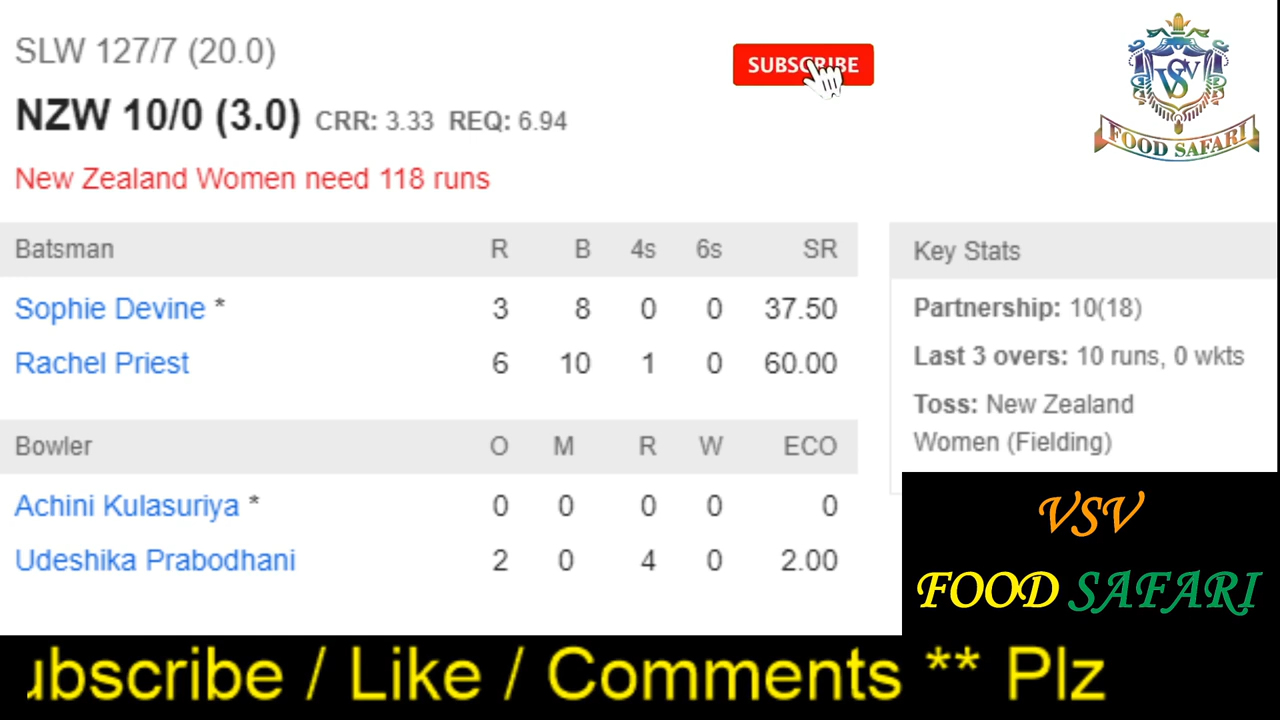 SLW 127/7 (20.0)
SUBSCRIBE
VSV
FOOD SAFARI
NZW 10/0 (3.0) CRR: 3.33 REQ: 6.94
New Zealand Women need 118 runs
Batsman R B 4s 6s SR
Sophie Devine * 3 8 0 0 37.50
Rachel Priest 6 10 1 0 60.00
Bowler O M R W ECO
Achini Kulasuriya * 0 0 0 0 0
Udeshika Prabodhani 2 0 4 0 2.00
Key Stats
Partnership: 10(18)
Last 3 overs: 10 runs, 0 wkts
Toss: New Zealand
Women (Fielding)
VSV
FOOD SAFARI
ubscribe / Like / Comments ** Plz